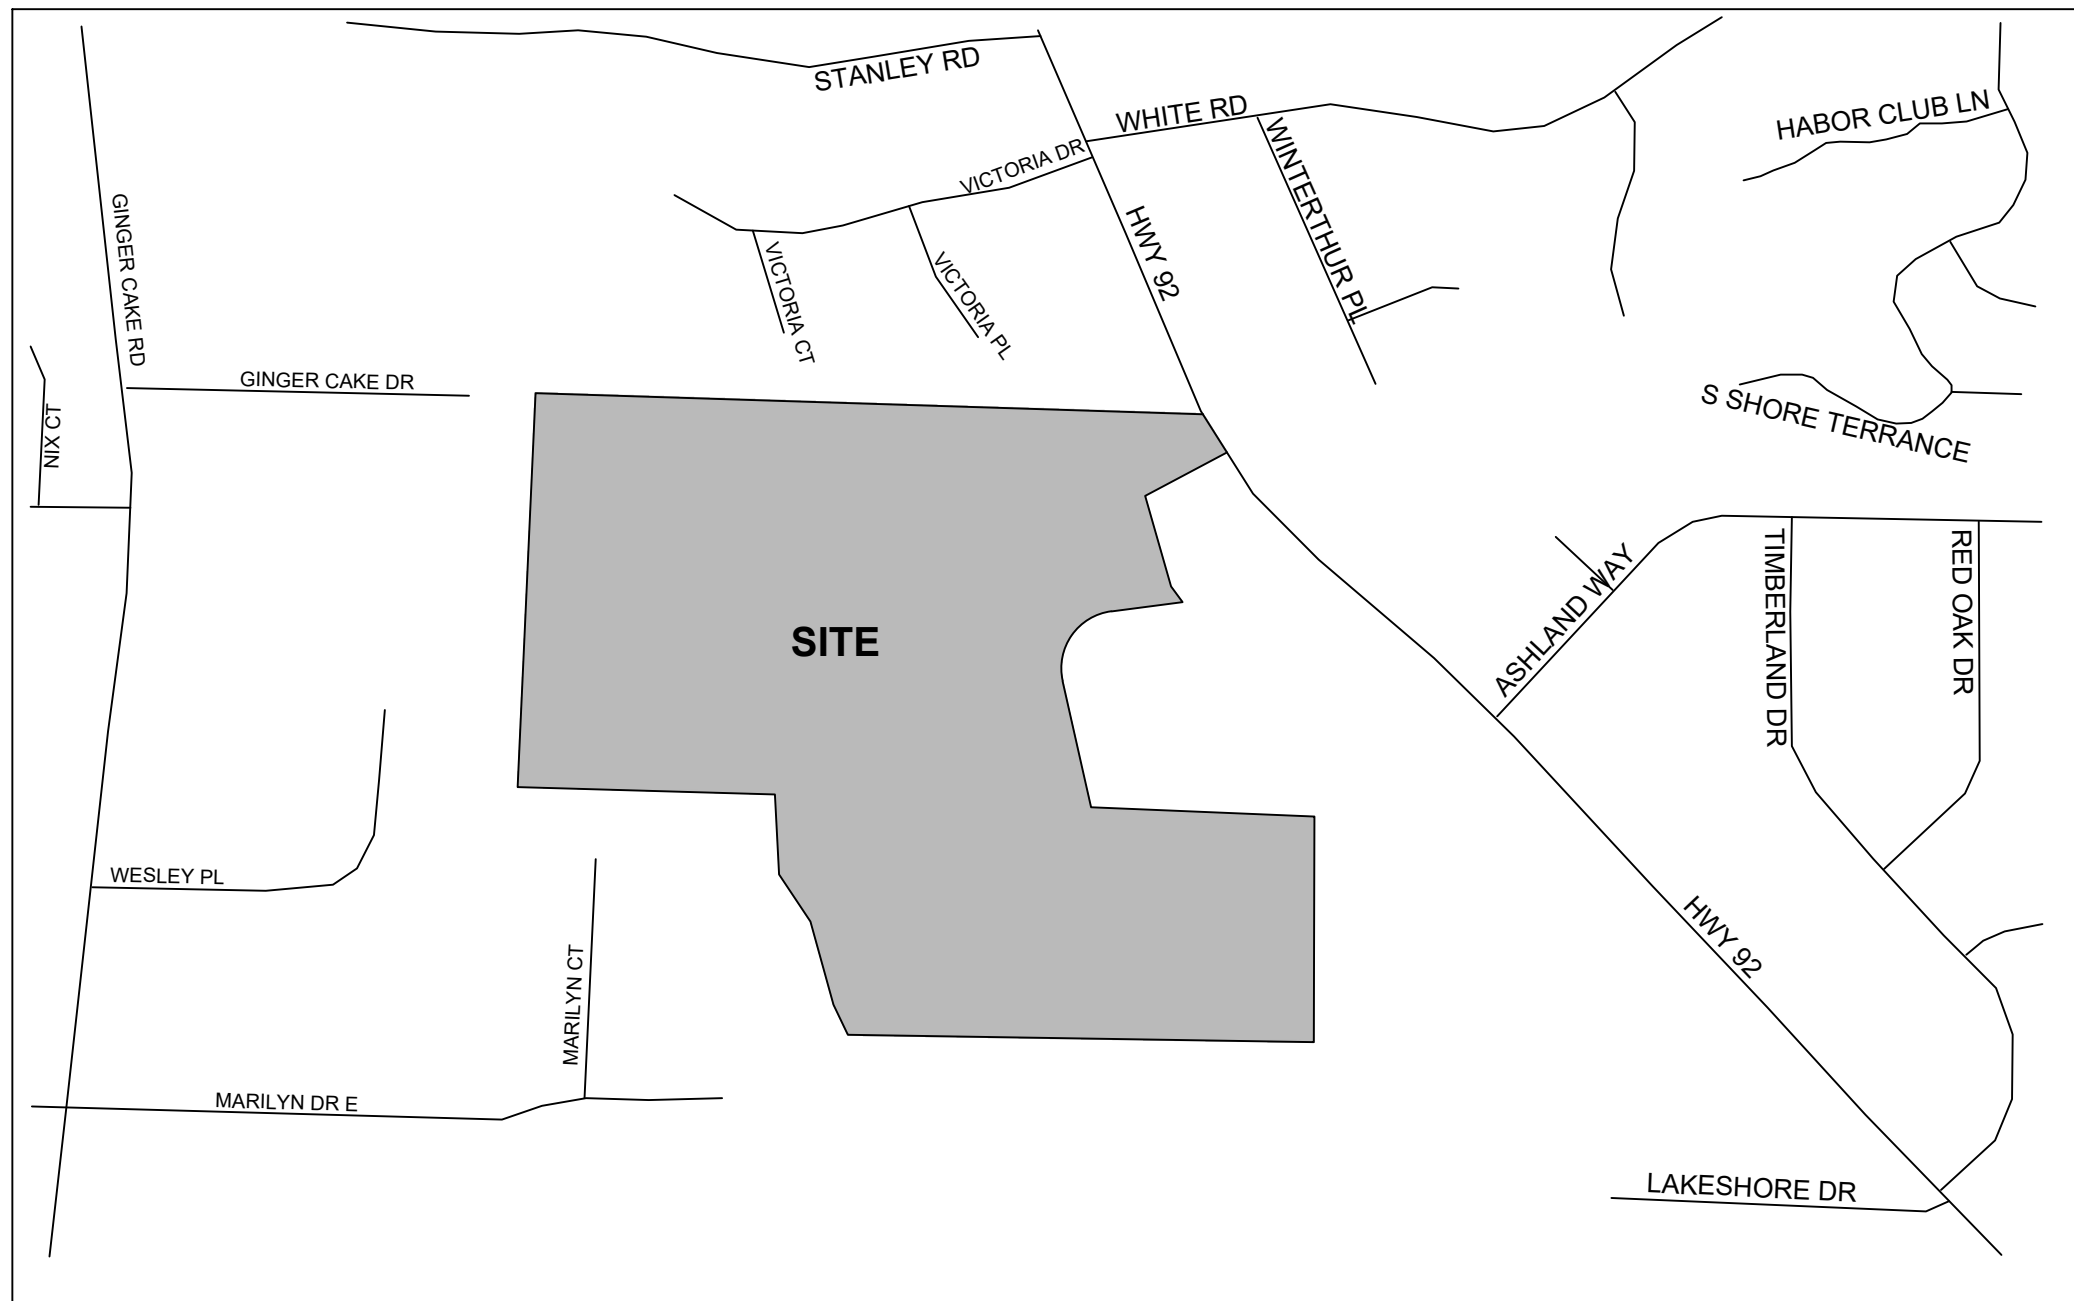 STANLEY RD
WHITE RD
HABOR CLUB LN
VICTORIA DR
WINTERTHUR PL
GINGER CAKE RD
HWY 92
VICTORIA CT
VICTORIA PL
GINGER CAKE DR
NIX CT
S SHORE TERRANCE
ASHLAND WAY
TIMBERLAND DR
RED OAK DR
SITE
WESLEY PL
HWY 92
MARILYN CT
MARILYN DR E
LAKESHORE DR